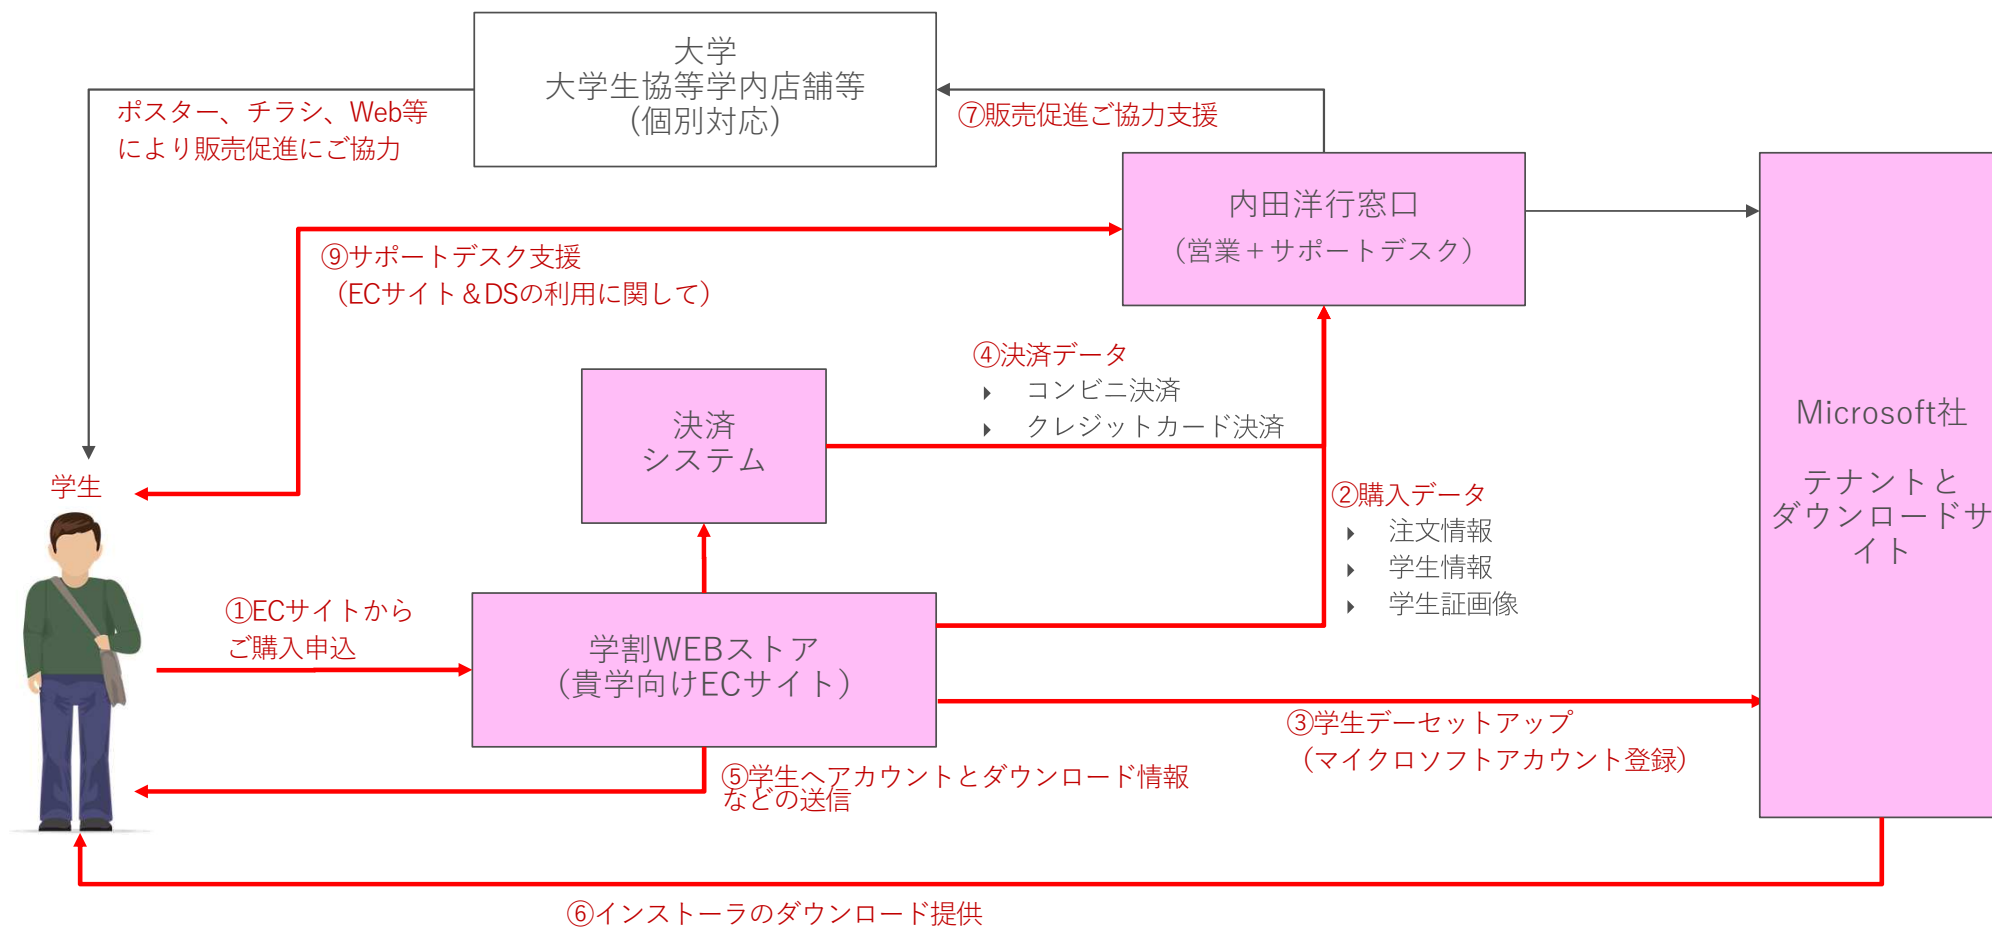 大学
大学生協等学内店舗等
（個別対応）
ポスター、チラシ、Web等
により販売促進にご協力
⑦販売促進ご協力支援
内田洋行窓口
（営業＋サポートデスク）
⑨サポートデスク支援
（ECサイト＆DSの利用に関して）
④決済データ
コンビニ決済
クレジットカード決済
決済
システム
Microsoft社
テナントと
ダウンロードサ
イト
学生
②購入データ
注文情報
学生情報
学生証画像
①ECサイトから
ご購入申込
学割WEBストア
（貴学向けECサイト）
③学生デーセットアップ
（マイクロソフトアカウント登録）
⑤学生へアカウントとダウンロード情報
などの送信
⑥インストーラのダウンロード提供